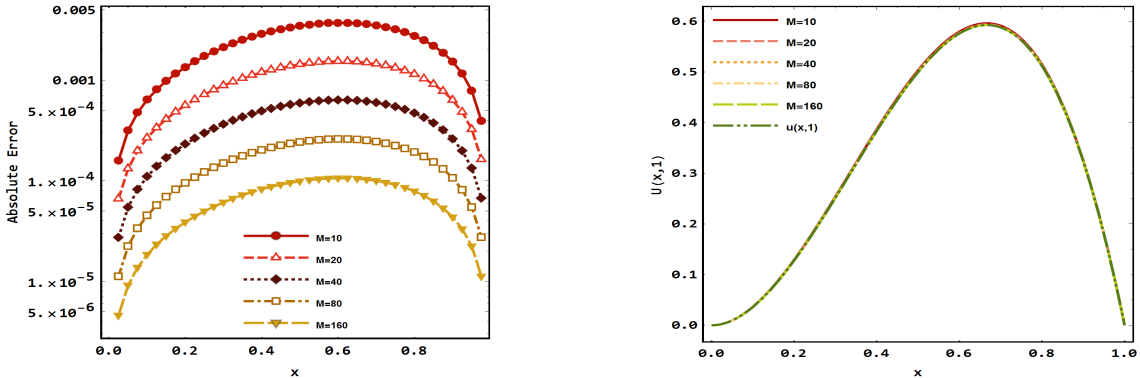 0.005
0.001
5.×10⁻⁴
1.×10⁻⁴
5.×10⁻⁵
1.×10⁻⁵
5.×10⁻⁶
Absolute Error
M=10
M=20
M=40
M=80
M=160
0.0 0.2 0.4 0.6 0.8
x
0.6
0.5
0.4
0.3
0.2
0.1
0.0
U(x,1)
M=10
M=20
M=40
M=80
M=160
u(x,1)
0.0 0.2 0.4 0.6 0.8 1.0
x